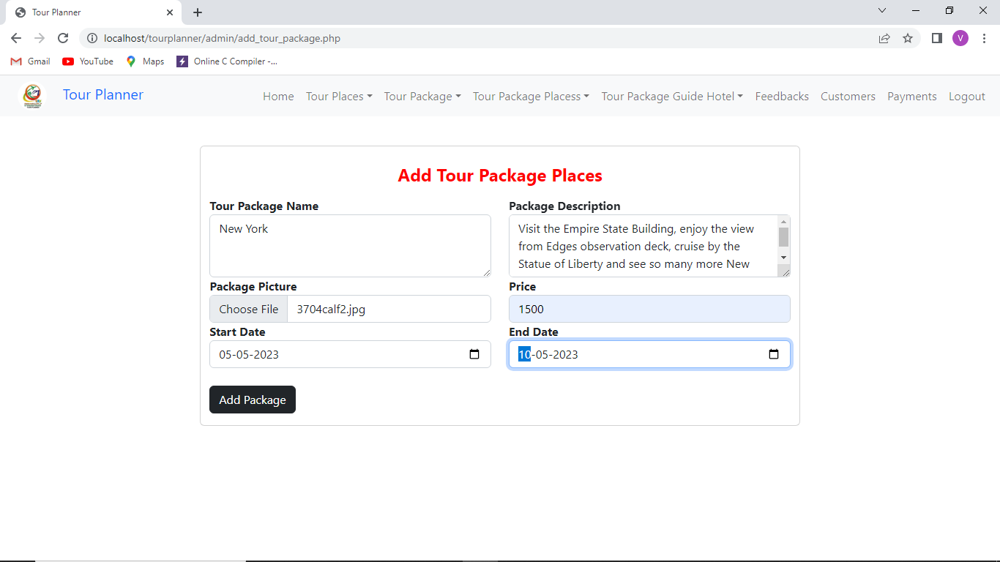 Tour Planner
localhost/tourplanner/admin/add_tour_package.php
V
Gmail YouTube Maps Online C Compiler -...
Tour Planner Home Tour Places Tour Package Tour Package Placess Tour Package Guide Hotel Feedbacks Customers Payments Logout
Add Tour Package Places
Tour Package Name
New York
Package Description
Visit the Empire State Building, enjoy the view
from Edges observation deck, cruise by the
Statue of Liberty and see so many more New
Package Picture
Choose File 3704calf2.jpg
Price
1500
Start Date
05-05-2023
End Date
10-05-2023
Add Package